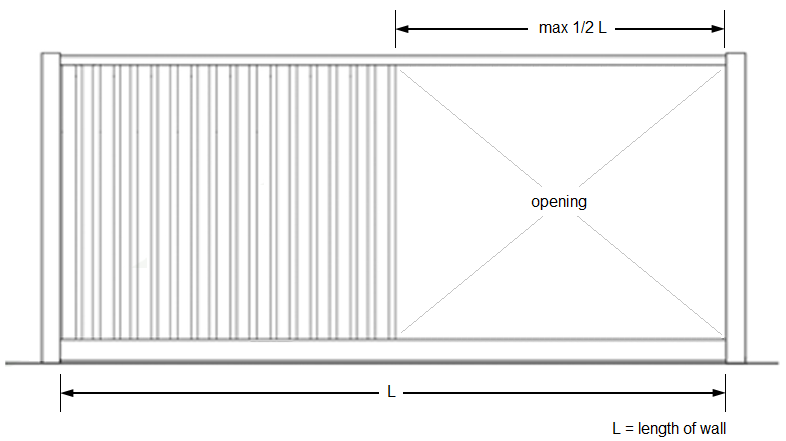 max 1/2 L
opening
L
L = length of wall